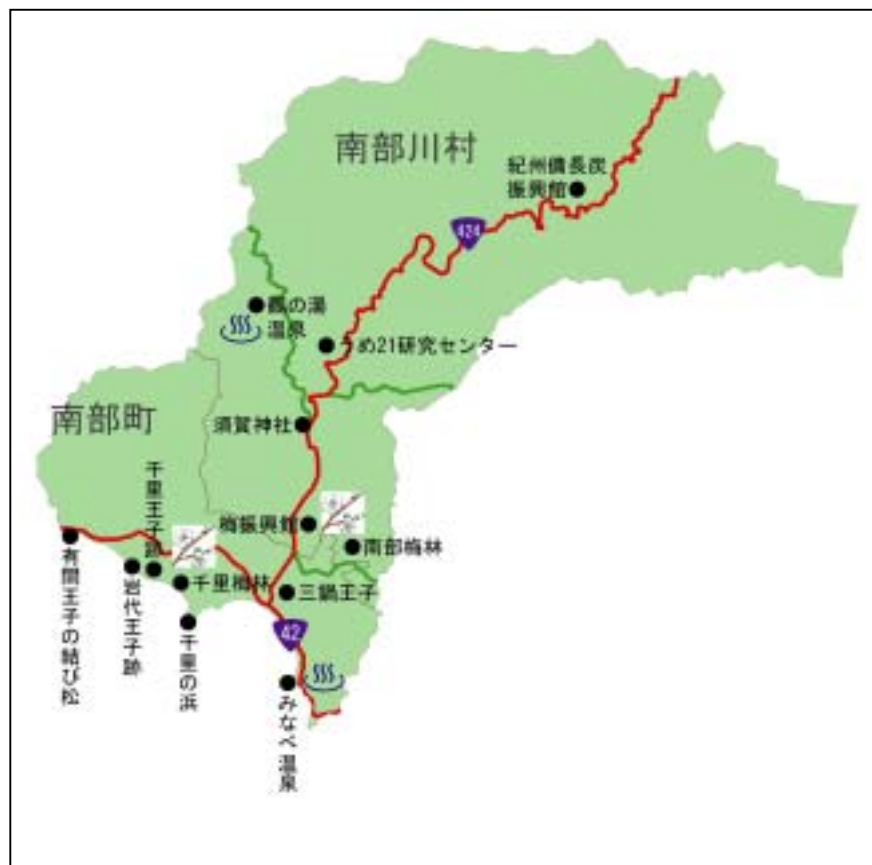 南部川村
紀州備長炭
振興館
424
鶴の湯
温泉
うめ21研究センター
南部町
須賀神社
千里王子跡
梅振興館
南部梅林
有間王子の結び松
岩代王子跡
千里梅林
千里の浜
三鍋王子
42
みなべ温泉